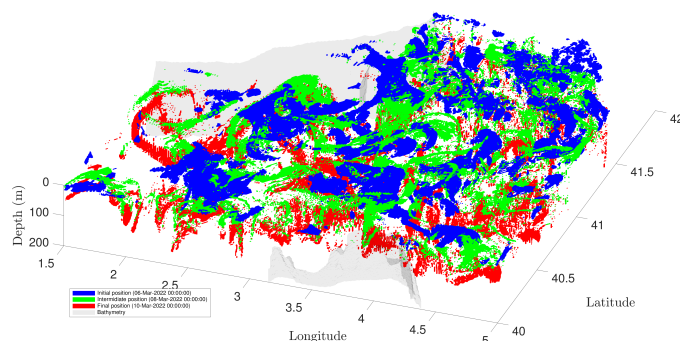 42
41.5
41
40.5
40
Latitude
Depth (m)
0
100
200
1.5
2
2.5
3
3.5
4
4.5
5
Longitude
Initial position (06-Mar-2022 00:00:00)
Intermidiate position (08-Mar-2022 00:00:00)
Final position (10-Mar-2022 00:00:00)
Bathymetry